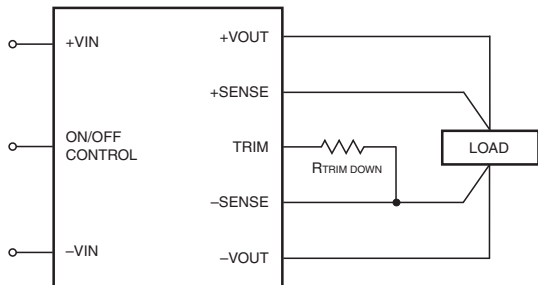 +VIN
ON/OFF
CONTROL
–VIN
+VOUT
+SENSE
TRIM
–SENSE
–VOUT
RTRIM DOWN
LOAD